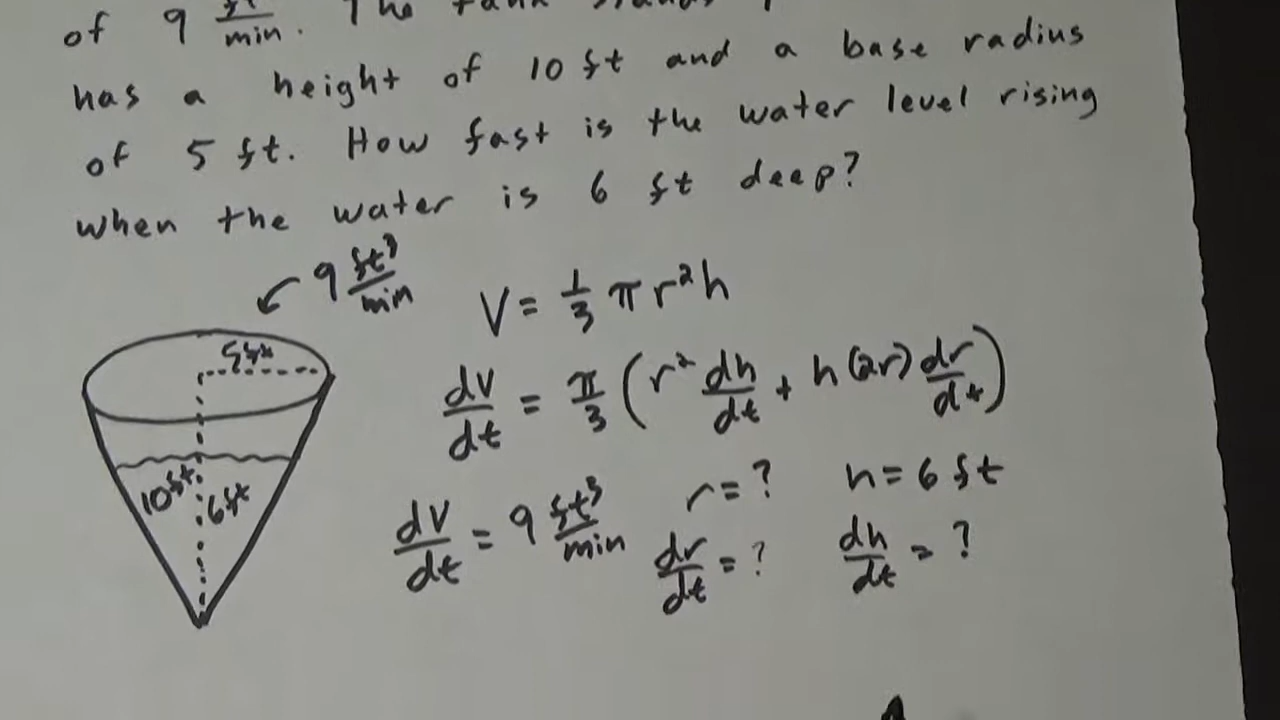 of 9 ft³/min. The tank stands
has a height of 10 ft and a base radius
of 5 ft. How fast is the water level rising
when the water is 6 ft deep?
9 ft³/min
V = 1/3 π r² h
5 ft
dV/dt = π/3 (r² dh/dt + h(2r) dr/dt)
10 ft
6 ft
dV/dt = 9 ft³/min r = ? h = 6 ft
dr/dt = ? dh/dt = ?